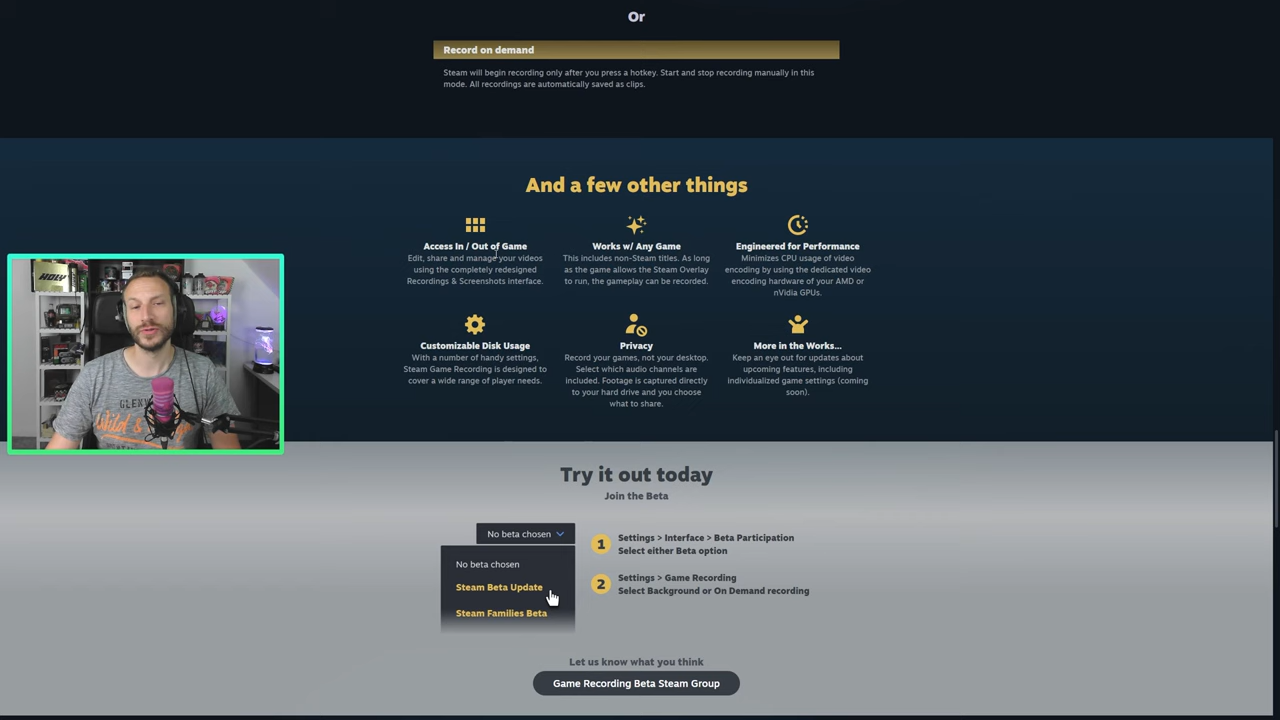 Or
Record on demand
Steam will begin recording only after you press a hotkey. Start and stop recording manually in this
mode. All recordings are automatically saved as clips.
And a few other things
Access In / Out of Game
Edit, share and manage your videos
using the completely redesigned
Recordings & Screenshots interface.
Works w/ Any Game
This includes non-Steam titles. As long
as the game allows the Steam Overlay
to run, the gameplay can be recorded.
Engineered for Performance
Minimizes CPU usage of video
encoding by using the dedicated video
encoding hardware of your AMD or
nVidia GPUs.
Customizable Disk Usage
With a number of handy settings,
Steam Game Recording is designed to
cover a wide range of player needs.
Privacy
Record your games, not your desktop.
Select which audio channels are
included. Footage is captured directly
to your hard drive and you choose
what to share.
More in the Works...
Keep an eye out for updates about
upcoming features, including
individualized game settings (coming
soon).
HOLY
Wild &
Try it out today
Join the Beta
No beta chosen
No beta chosen
Steam Beta Update
Steam Families Beta
1
Settings > Interface > Beta Participation
Select either Beta option
2
Settings > Game Recording
Select Background or On Demand recording
Let us know what you think
Game Recording Beta Steam Group